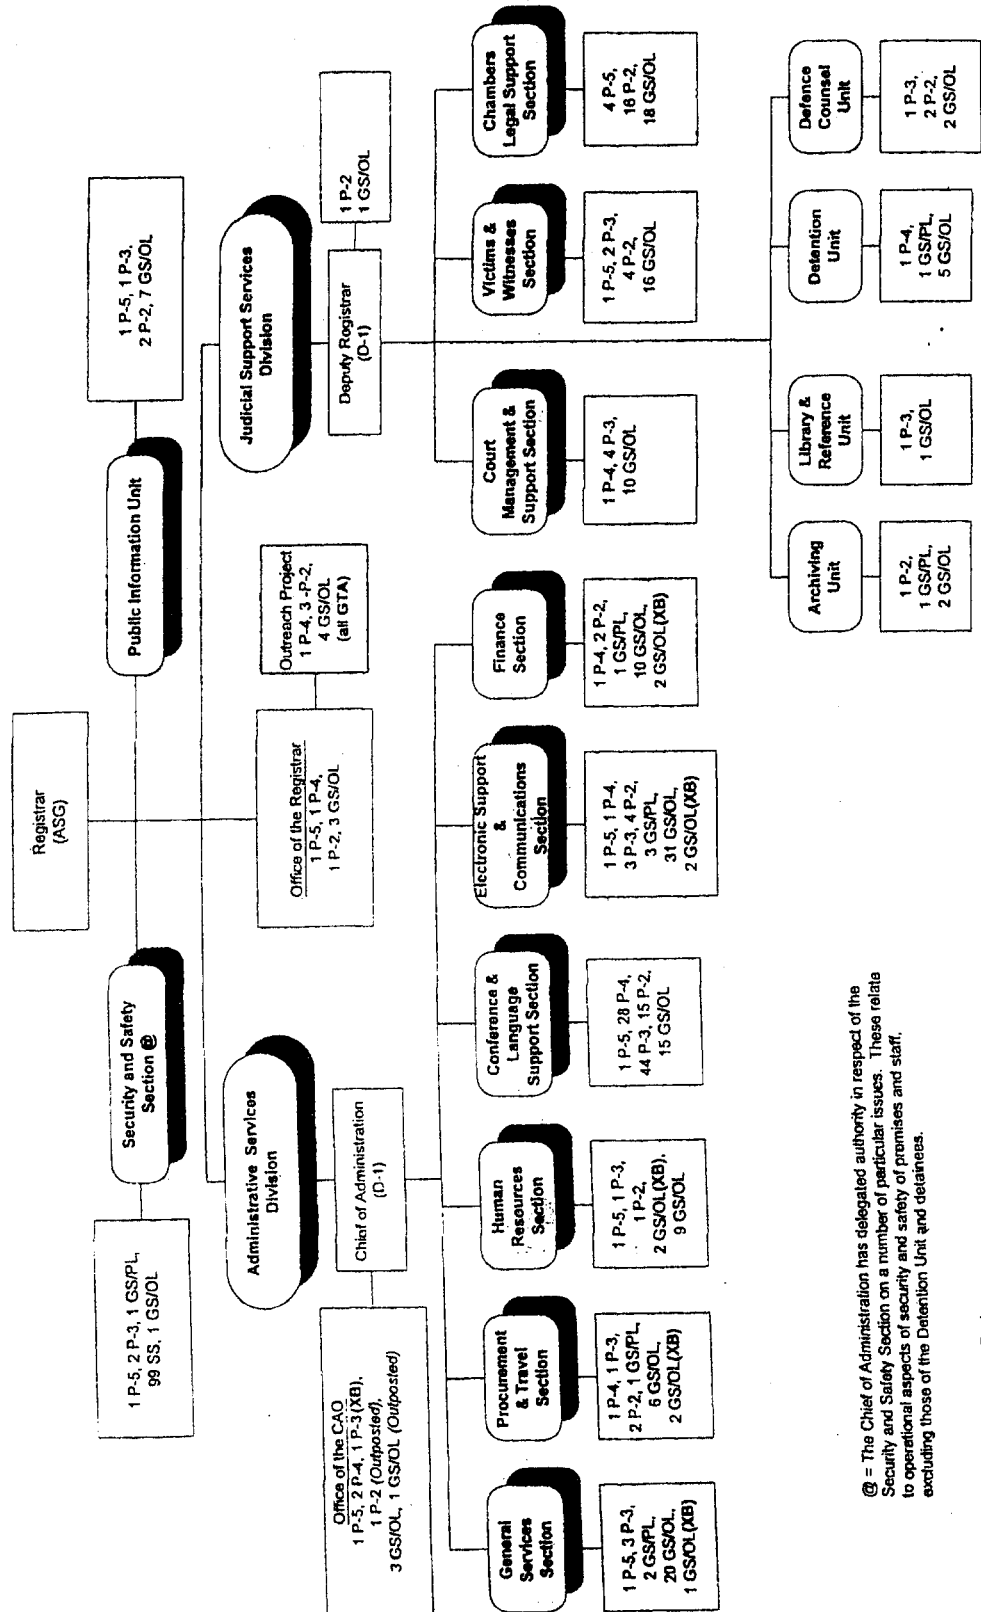 Registrar
(ASG)
Security and Safety
Section @
1 P-5, 2 P-3, 1 GS/PL,
99 SS, 1 GS/OL
Public Information Unit
1 P-5, 1 P-3,
2 P-2, 7 GS/OL
Office of the Registrar
1 P-5, 1 P-4,
1 P-2, 3 GS/OL
Outreach Project
1 P-4, 3 -P-2,
4 GS/OL
(all GTA)
Administrative Services
Division
Chief of Administration
(D-1)
Office of the CAO
1 P-5, 2 P-4, 1 P-3 (XB),
1 P-2 (Outposted),
3 GS/OL, 1 GS/OL (Outposted)
Judicial Support Services
Division
Deputy Registrar
(D-1)
1 P-2
1 GS/OL
General
Services
Section
1 P-5, 3 P-3,
2 GS/PL,
20 GS/OL,
1 GS/OL(XB)
Procurement
& Travel
Section
1 P-4, 1 P-3,
2 P-2, 1 GS/PL,
6 GS/OL,
2 GS/OL(XB)
Human
Resources
Section
1 P-5, 1 P-3,
1 P-2,
2 GS/OL(XB),
9 GS/OL
Conference &
Language
Support Section
1 P-5, 28 P-4,
44 P-3, 15 P-2,
15 GS/OL
Electronic Support
&
Communications
Section
1 P-5, 1 P-4,
3 P-3, 4 P-2,
3 GS/PL,
31 GS/OL,
2 GS/OL(XB)
Finance
Section
1 P-4, 2 P-2,
1 GS/PL,
10 GS/OL,
2 GS/OL(XB)
Court
Management &
Support Section
1 P-4, 4 P-3,
10 GS/OL
Victims &
Witnesses
Section
1 P-5, 2 P-3,
4 P-2,
16 GS/OL
Chambers
Legal Support
Section
4 P-5,
16 P-2,
18 GS/OL
Archiving
Unit
1 P-2,
1 GS/PL,
2 GS/OL
Library &
Reference
Unit
1 P-3,
1 GS/OL
Detention
Unit
1 P-4,
1 GS/PL,
5 GS/OL
Defence
Counsel
Unit
1 P-3,
2 P-2,
2 GS/OL
@ = The Chief of Administration has delegated authority in respect of the
Security and Safety Section on a number of particular issues. These relate
to operational aspects of security and safety of premises and staff,
excluding those of the Detention Unit and detainees.